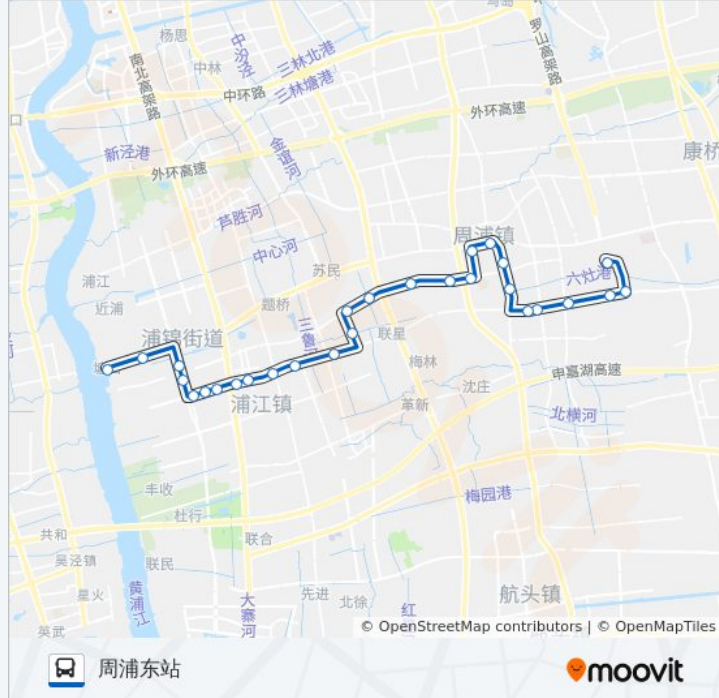 杨思
中汾泾
三林北港
罗山高架路
南北高架路
中林
三林塘港
中环路
外环高速
口
新泾港
金谊河
外环高速
康桥
芦胜河
周浦镇
中心河
苏民
六灶港
浦江
近浦
题桥
浦锦街道
三鲁
联星
梅林
申嘉湖高速
沈庄
浦江镇
革新
北横河
丰收
梅园港
杜行
共和
联合
吴泾镇
联民
星火
黄浦江
大寨河
先进
北徐
红
航头镇
英武
© OpenStreetMap contributors | © OpenMapTiles
周浦东站
moovit